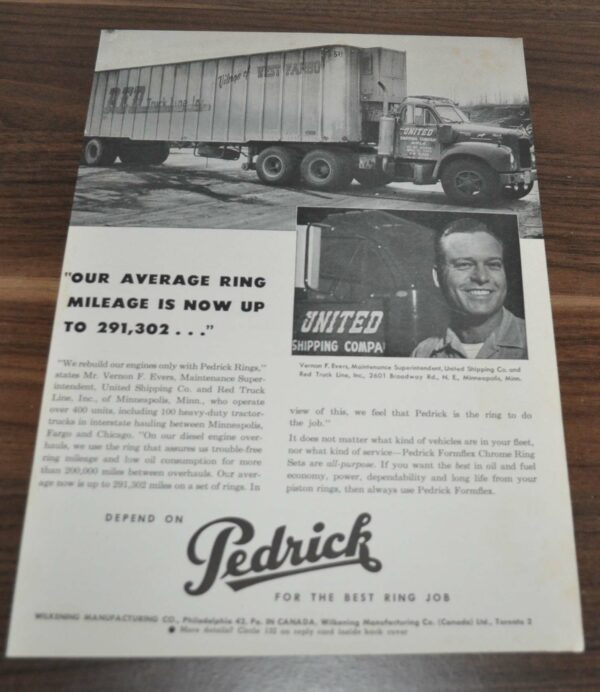 RED Truck Line, Inc.
WEST FARGO
UNITED
"OUR AVERAGE RING
MILEAGE IS NOW UP
TO 291,302 . . ."
UNITED
SHIPPING COMPA
Vernon F. Evers, Maintenance Superintendent, United Shipping Co. and
Red Truck Line, Inc., 2601 Broadway Rd., N. E., Minneapolis, Minn.
"We rebuild our engines only with Pedrick Rings,"
states Mr. Vernon F. Evers, Maintenance Super-
intendent, United Shipping Co. and Red Truck
Line, Inc., of Minneapolis, Minn., who operate
over 400 units, including 100 heavy-duty tractor-
trucks in interstate hauling between Minneapolis,
Fargo and Chicago. "On our diesel engine over-
hauls, we use the ring that assures us trouble-free
ring mileage and low oil consumption for more
than 200,000 miles between overhauls. Our aver-
age now is up to 291,302 miles on a set of rings. In
view of this, we feel that Pedrick is the ring to do
the job."
It does not matter what kind of vehicles are in your fleet,
nor what kind of service—Pedrick Formflex Chrome Ring
Sets are all-purpose. If you want the best in oil and fuel
economy, power, dependability and long life from your
piston rings, then always use Pedrick Formflex.
DEPEND ON
Pedrick
FOR THE BEST RING JOB
WILKENING MANUFACTURING CO., Philadelphia 42, Pa. IN CANADA, Wilkening Manufacturing Co. (Canada) Ltd., Toronto 2
More details? Circle 152 on reply card inside back cover